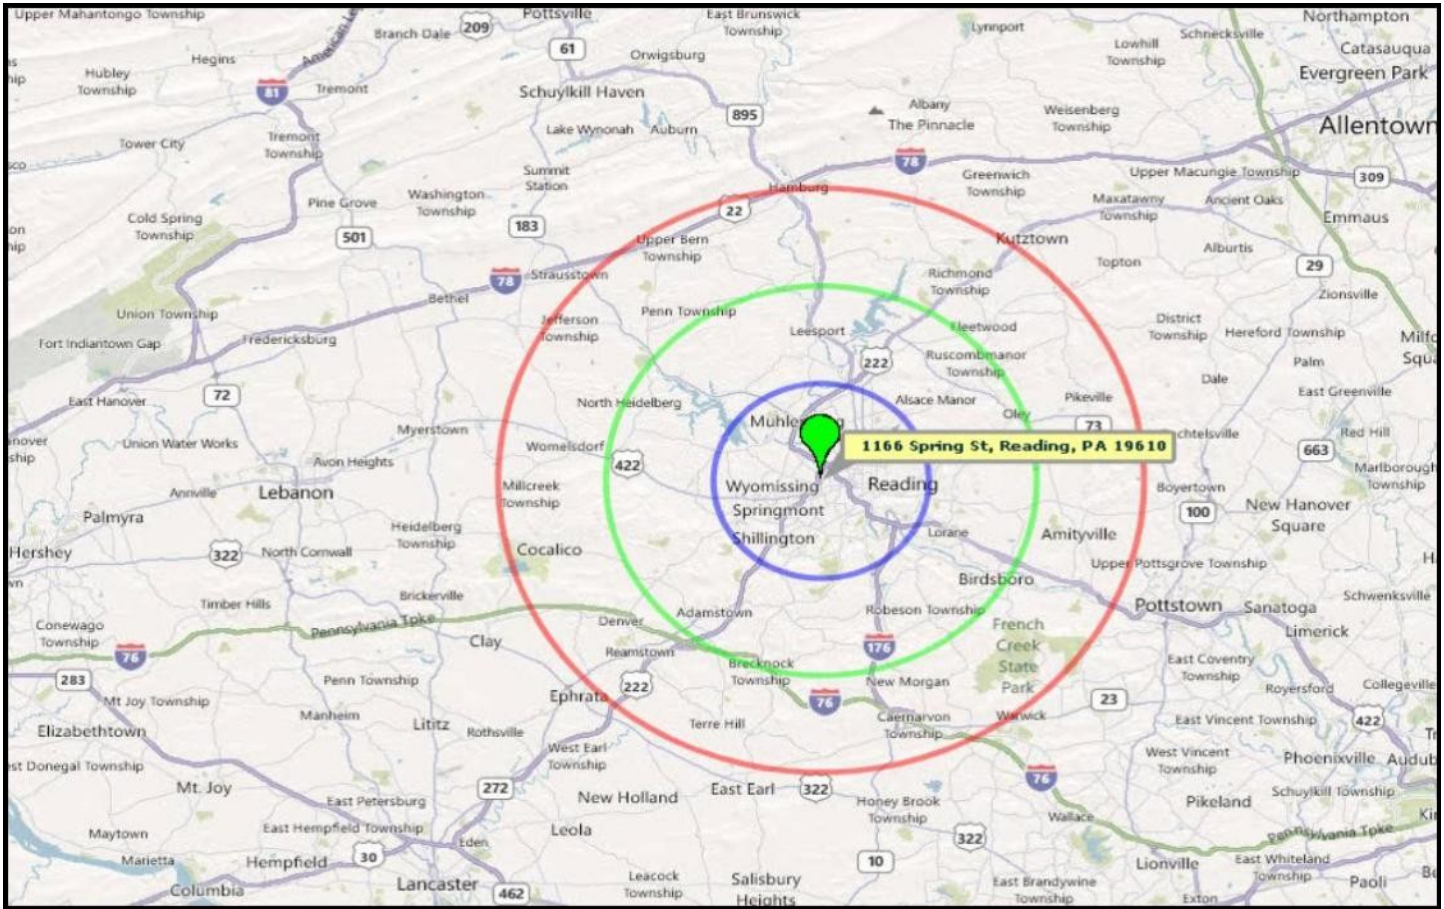 Upper Mahantongo Township
Pottsville
East Brunswick
Township
Northampton
Branch Dale
209
Lynnport
Schnecksville
61
Lowhill
Township
Catasauqua
Hegins
American Le
Orwigsburg
Evergreen Park
Hubley
Township
81
Tremont
Schuylkill Haven
895
Albany
The Pinnacle
Weisenberg
Township
Allentown
Tower City
Tremont
Township
Lake Wynonah
Auburn
78
Summit
Station
Hamburg
Greenwich
Township
Upper Macungie Township
309
Pine Grove
Washington
Township
22
Maxatawny
Township
Ancient Oaks
Emmaus
Cold Spring
Township
501
183
Upper Bern
Township
Kutztown
Alburtis
Topton
29
78
Strausstown
Richmond
Township
Zionsville
Bethel
Union Township
Penn Township
Jefferson
Township
Leesport
Fleetwood
District
Township
Hereford Township
Milfo
Squa
Fort Indiantown Gap
Fredericksburg
222
Ruscombmanor
Township
Palm
Dale
72
East Hanover
North Heidelberg
Alsace Manor
Pikeville
East Greenville
Oley
Muhle
73
Myerstown
anover
nship
Union Water Works
Womelsdorf
1166 Spring St, Reading, PA 19610
chtelsville
Red Hill
663
Avon Heights
422
Marlborough
Township
Annville
Lebanon
Millcreek
Township
Wyomissing
Reading
Boyertown
100
New Hanover
Square
Palmyra
Springmont
Heidelberg
Township
Shillington
Lorane
Amityville
Hershey
322
North Cornwall
Cocalico
Upper Pottsgrove Township
H
wn
Birdsboro
Timber Hills
Brickerville
Adamstown
Robeson Township
Pottstown
Sanatoga
Schwenksville
Conewago
Township
Pennsylvania Tpke
Denver
French
Creek
State
Park
Limerick
76
Clay
Reamstown
176
Brecknock
Township
East Coventry
Township
283
Penn Township
222
New Morgan
Royersford
Collegeville
Mt Joy Township
Ephrata
76
23
Manheim
Lititz
Rothsville
Terre Hill
Caernarvon
Township
Warwick
East Vincent Township
422
Elizabethtown
West Earl
Township
West Vincent
Township
Phoenixville
Audub
est Donegal Township
76
Mt. Joy
272
East Earl
322
Schuylkill Township
East Petersburg
New Holland
Honey Brook
Township
Pikeland
Maytown
East Hempfield Township
Leola
Wallace
Pennsylvania Tpke
Eden
322
Marietta
Hempfield
30
10
Lionville
East Whiteland
Township
Columbia
Lancaster
462
Leacock
Township
Salisbury
Heights
East Brandywine
Township
Paoli
Exton